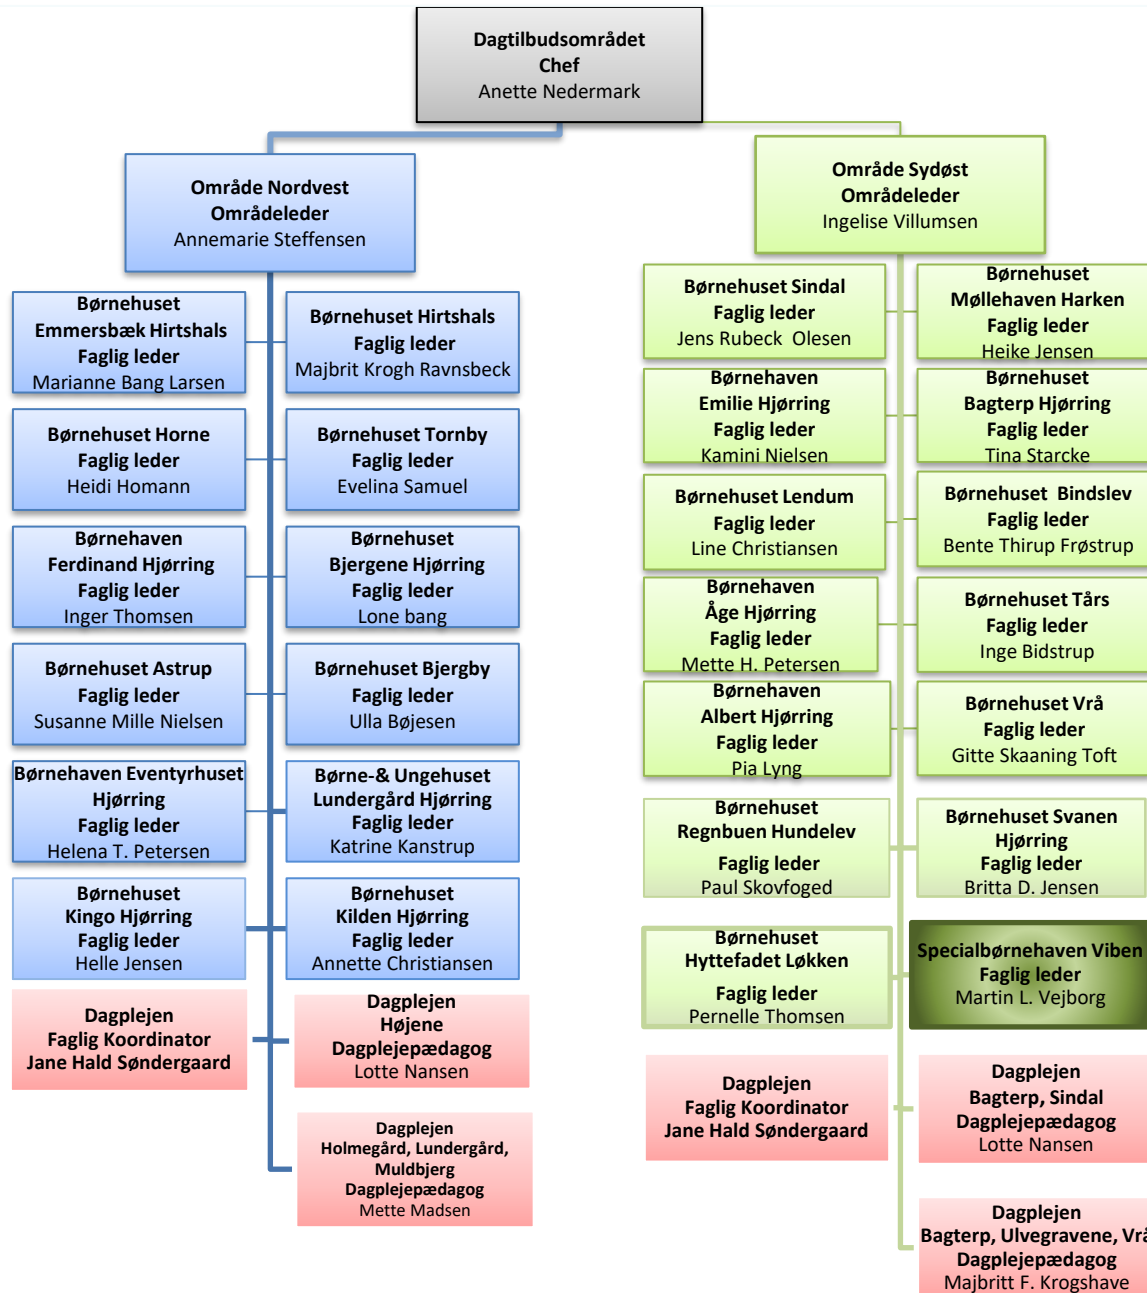 Dagtilbudsområdet
Chef
Anette Nedermark
Område Nordvest
Områdeleder
Annemarie Steffensen
Område Sydøst
Områdeleder
Ingelise Villumsen
Børnehuset
Emmersbæk Hirtshals
Faglig leder
Marianne Bang Larsen
Børnehuset Hirtshals
Faglig leder
Majbrit Krogh Ravnsbeck
Børnehuset Horne
Faglig leder
Heidi Homann
Børnehuset Tornby
Faglig leder
Evelina Samuel
Børnehaven
Ferdinand Hjørring
Faglig leder
Inger Thomsen
Børnehuset
Bjergene Hjørring
Faglig leder
Lone bang
Børnehuset Astrup
Faglig leder
Susanne Mille Nielsen
Børnehuset Bjergby
Faglig leder
Ulla Bøjesen
Børnehaven Eventyrhuset
Hjørring
Faglig leder
Helena T. Petersen
Børne-& Ungehuset
Lundergård Hjørring
Faglig leder
Katrine Kanstrup
Børnehuset
Kingo Hjørring
Faglig leder
Helle Jensen
Børnehuset
Kilden Hjørring
Faglig leder
Annette Christiansen
Dagplejen
Faglig Koordinator
Jane Hald Søndergaard
Dagplejen
Højene
Dagplejepædagog
Lotte Nansen
Dagplejen
Holmegård, Lundergård,
Muldbjerg
Dagplejepædagog
Mette Madsen
Børnehuset Sindal
Faglig leder
Jens Rubeck Olesen
Børnehuset
Møllehaven Harken
Faglig leder
Heike Jensen
Børnehaven
Emilie Hjørring
Faglig leder
Kamini Nielsen
Børnehuset
Bagterp Hjørring
Faglig leder
Tina Starcke
Børnehuset Lendum
Faglig leder
Line Christiansen
Børnehuset Bindslev
Faglig leder
Bente Thirup Frøstrup
Børnehaven
Åge Hjørring
Faglig leder
Mette H. Petersen
Børnehuset Tårs
Faglig leder
Inge Bidstrup
Børnehaven
Albert Hjørring
Faglig leder
Pia Lyng
Børnehuset Vrå
Faglig leder
Gitte Skaaning Toft
Børnehuset
Regnbuen Hundelev
Faglig leder
Paul Skovfoged
Børnehuset Svanen
Hjørring
Faglig leder
Britta D. Jensen
Børnehuset
Hyttefadet Løkken
Faglig leder
Pernelle Thomsen
Specialbørnehaven Viben
Faglig leder
Martin L. Vejborg
Dagplejen
Faglig Koordinator
Jane Hald Søndergaard
Dagplejen
Bagterp, Sindal
Dagplejepædagog
Lotte Nansen
Dagplejen
Bagterp, Ulvegravene, Vrå
Dagplejepædagog
Majbritt F. Krogshave